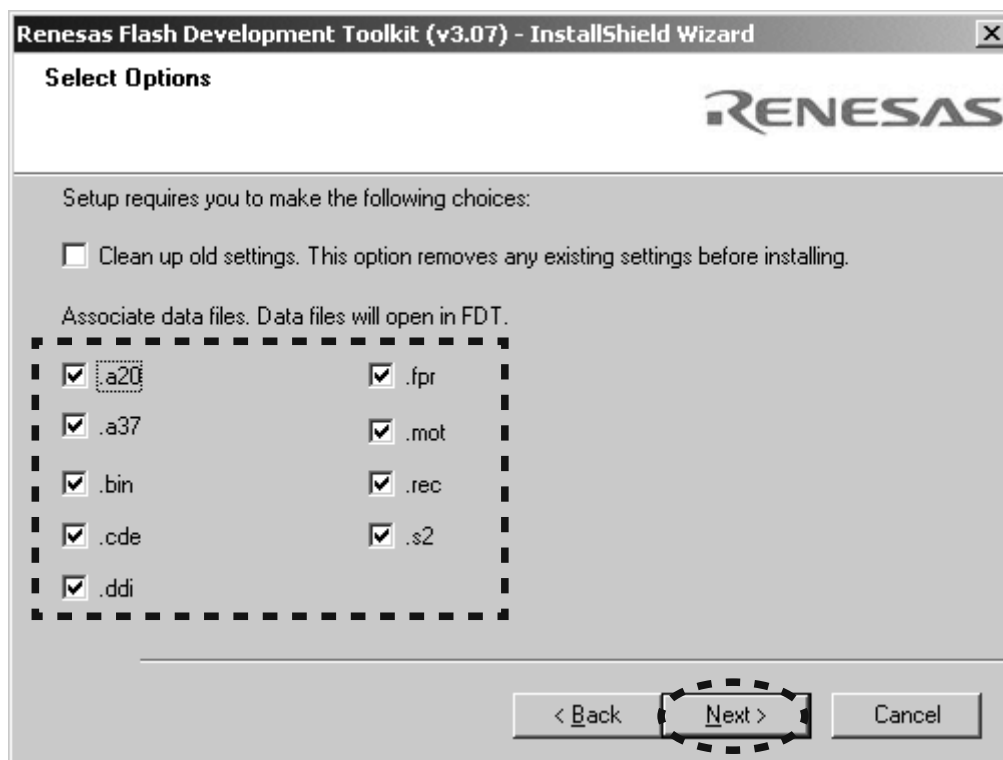 Renesas Flash Development Toolkit (v3.07) - InstallShield Wizard
Select Options
RENESAS
Setup requires you to make the following choices:
Clean up old settings. This option removes any existing settings before installing.
Associate data files. Data files will open in FDT.
.a20 .fpr
.a37 .mot
.bin .rec
.cde .s2
.ddi
< Back Next > Cancel